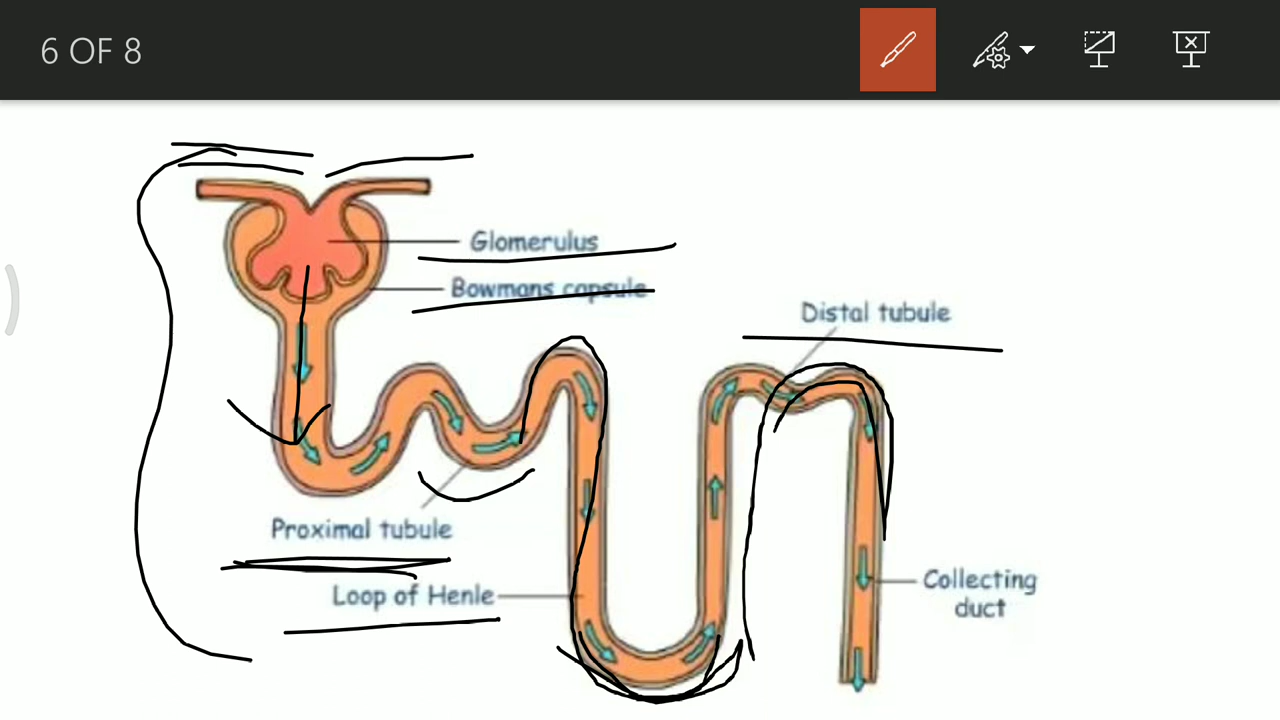 6 OF 8
Glomerulus
Bowmans capsule
Distal tubule
Proximal tubule
Loop of Henle
Collecting
duct